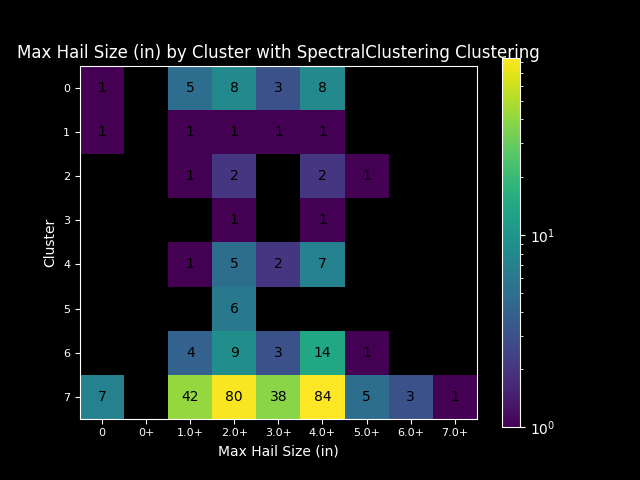 Max Hail Size (in) by Cluster with SpectralClustering Clustering
0 1 5 8 3 8
1 1 1 1 1 1
2 1 2 2 1
3 1 1
4 1 5 2 7
5 6
6 4 9 3 14 1
7 7 42 80 38 84 5 3 1
0 0+ 1.0+ 2.0+ 3.0+ 4.0+ 5.0+ 6.0+ 7.0+
Max Hail Size (in)
Cluster
10¹
10⁰